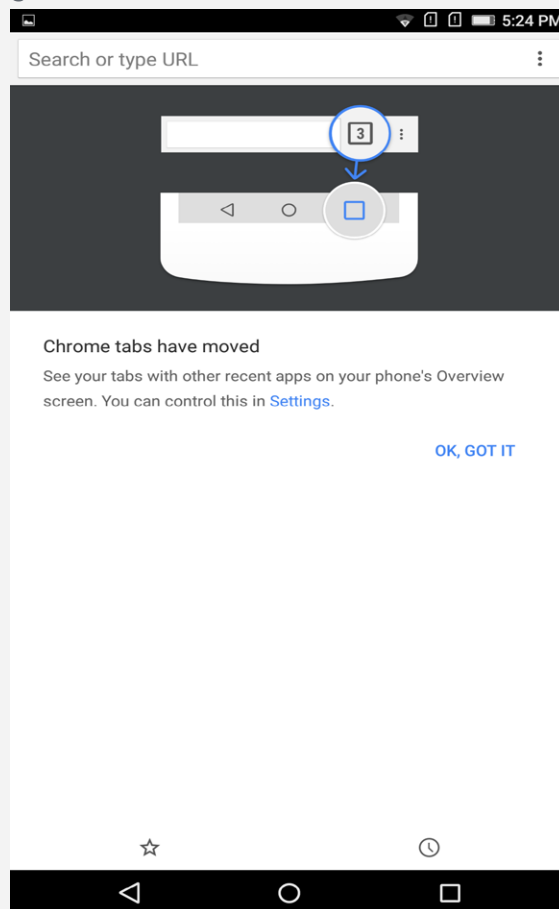 5:24 PM
Search or type URL
3
Chrome tabs have moved
See your tabs with other recent apps on your phone's Overview
screen. You can control this in Settings.
OK, GOT IT